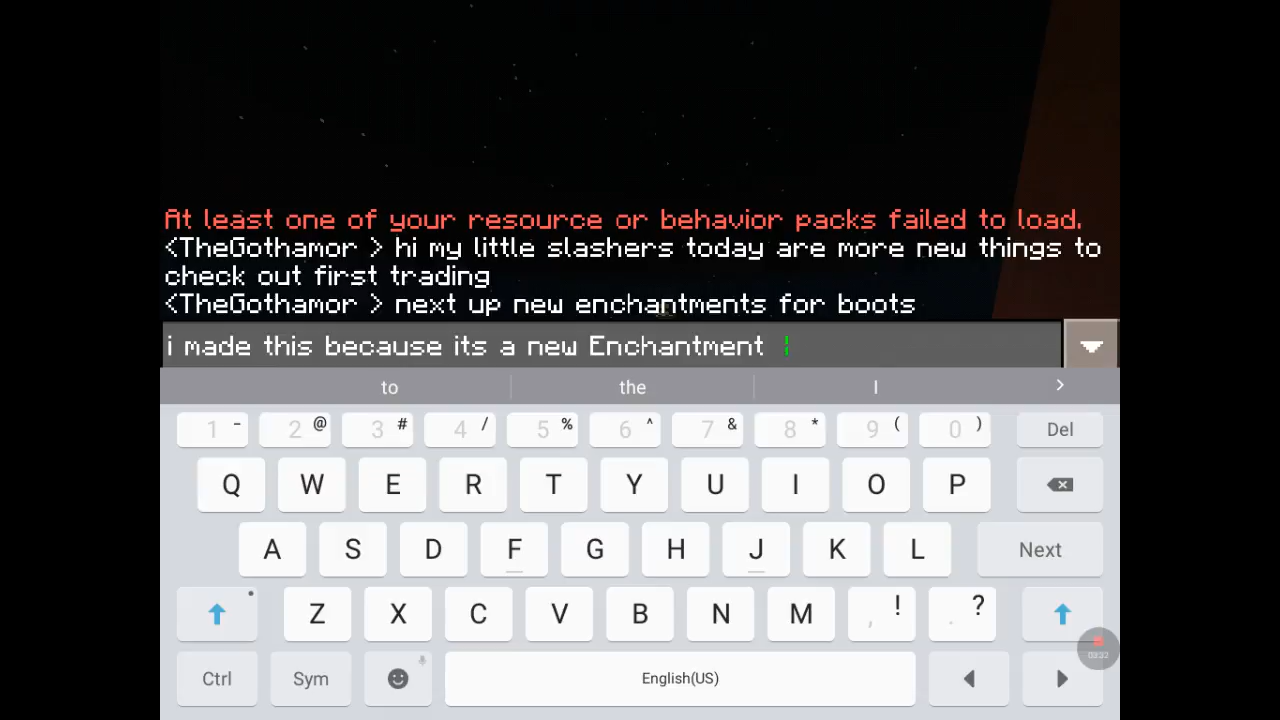 At least one of your resource or behavior packs failed to load.
<TheGothamor > hi my little slashers today are more new things to
check out first trading
<TheGothamor > next up new enchantments for boots
i made this because its a new Enchantment
to the I >
1 - 2 @ 3 # 4 / 5 % 6 ^ 7 & 8 * 9 ( 0 ) Del
Q W E R T Y U I O P
A S D F G H J K L Next
Z X C V B N M , ! . ?
Ctrl Sym English(US)
03:22